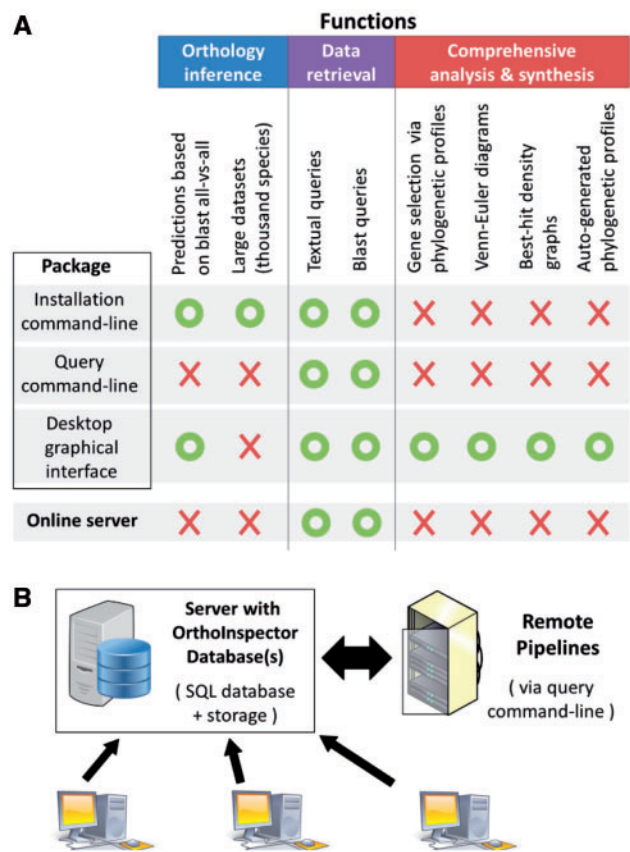 A
Functions
Orthology
inference
Data
retrieval
Comprehensive
analysis & synthesis
Predictions based
on blast all-vs-all
Large datasets
(thousand species)
Textual queries
Blast queries
Gene selection via
phylogenetic profiles
Venn-Euler diagrams
Best-hit density
graphs
Auto-generated
phylogenetic profiles
Package
Installation
command-line
Query
command-line
Desktop
graphical
interface
Online server
B
Server with
OrthoInspector
Database(s)
( SQL database
+ storage )
Remote
Pipelines
( via query
command-line )